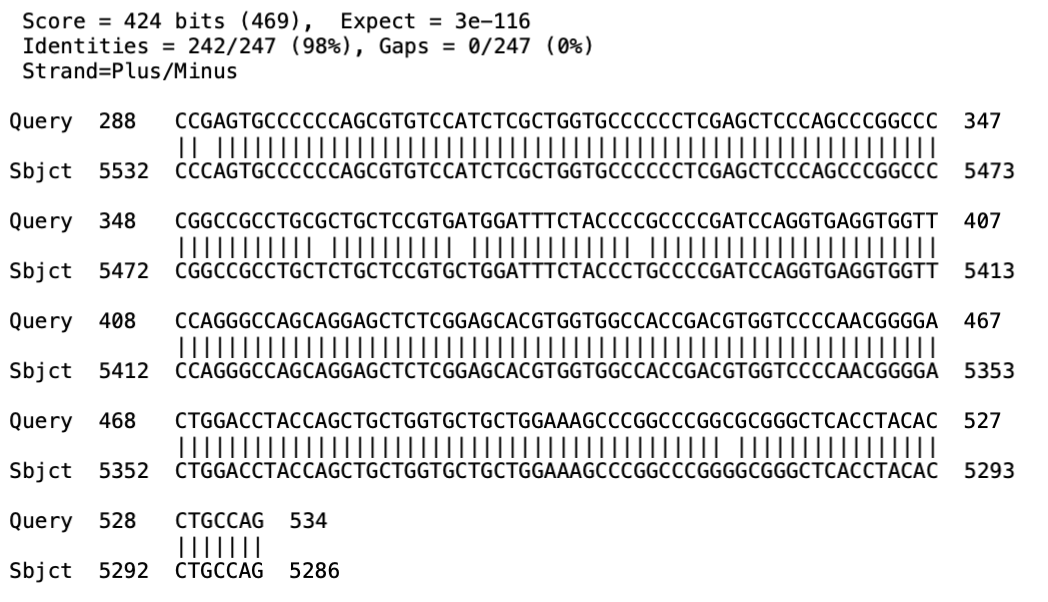 Score = 424 bits (469),  Expect = 3e-116
Identities = 242/247 (98%), Gaps = 0/247 (0%)
Strand=Plus/Minus
Query  288   CCGAGTGCCCCCCAGCGTGTCCATCTCGCTGGTGCCCCCCTCGAGCTCCCAGCCCGGCCC  347
|| |||||||||||||||||||||||||||||||||||||||||||||||||||||||||
Sbjct  5532  CCCAGTGCCCCCCAGCGTGTCCATCTCGCTGGTGCCCCCCTCGAGCTCCCAGCCCGGCCC  5473
Query  348   CGGCCGCCTGCGCTGCTCCGTGATGGATTTCTACCCCGCCCCGATCCAGGTGAGGTGGTT  407
||||||||||| |||||||||| ||||||||||||| |||||||||||||||||||||||
Sbjct  5472  CGGCCGCCTGCTCTGCTCCGTGCTGGATTTCTACCCTGCCCCGATCCAGGTGAGGTGGTT  5413
Query  408   CCAGGGCCAGCAGGAGCTCTCGGAGCACGTGGTGGCCACCGACGTGGTCCCCAACGGGGA  467
||||||||||||||||||||||||||||||||||||||||||||||||||||||||||||
Sbjct  5412  CCAGGGCCAGCAGGAGCTCTCGGAGCACGTGGTGGCCACCGACGTGGTCCCCAACGGGGA  5353
Query  468   CTGGACCTACCAGCTGCTGGTGCTGCTGGAAAGCCCGGCCCGGCGCGGGCTCACCTACAC  527
||||||||||||||||||||||||||||||||||||||||||| ||||||||||||||||
Sbjct  5352  CTGGACCTACCAGCTGCTGGTGCTGCTGGAAAGCCCGGCCCGGGGCGGGCTCACCTACAC  5293
Query  528   CTGCCAG  534
|||||||
Sbjct  5292  CTGCCAG  5286